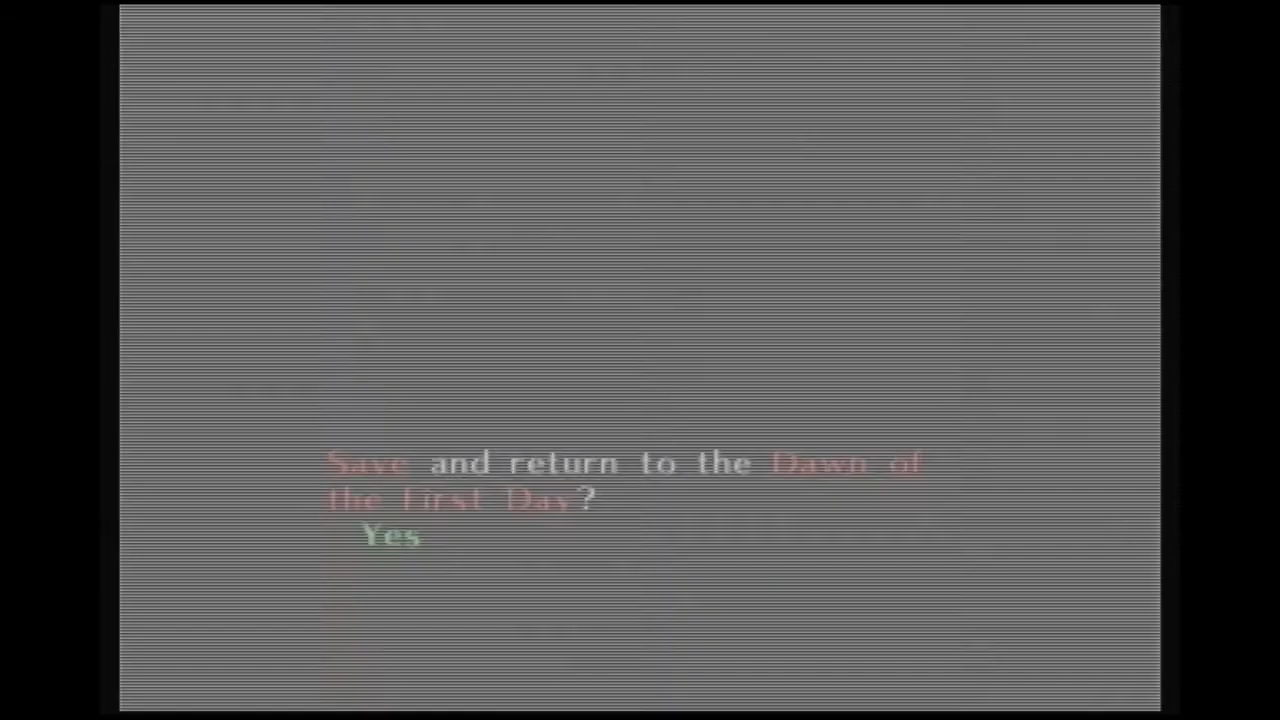 Save and return to the Dawn of
the First Day?
Yes